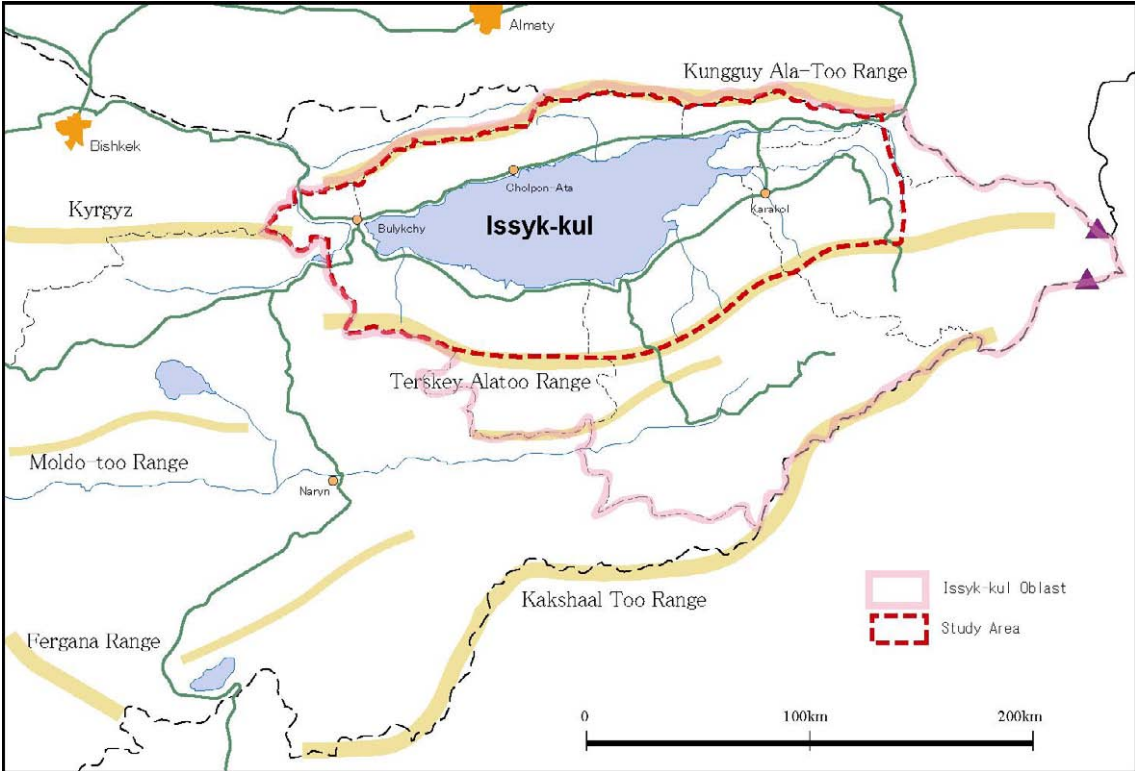 Almaty
Kungguy Ala-Too Range
Bishkek
Cholpon-Ata
Kyrgyz
Bulykchy
Issyk-kul
Karakol
Terskey Alatoo Range
Moldo-too Range
Naryn
Kakshaal Too Range
Issyk-kul Oblast
Study Area
Fergana Range
0 100km 200km